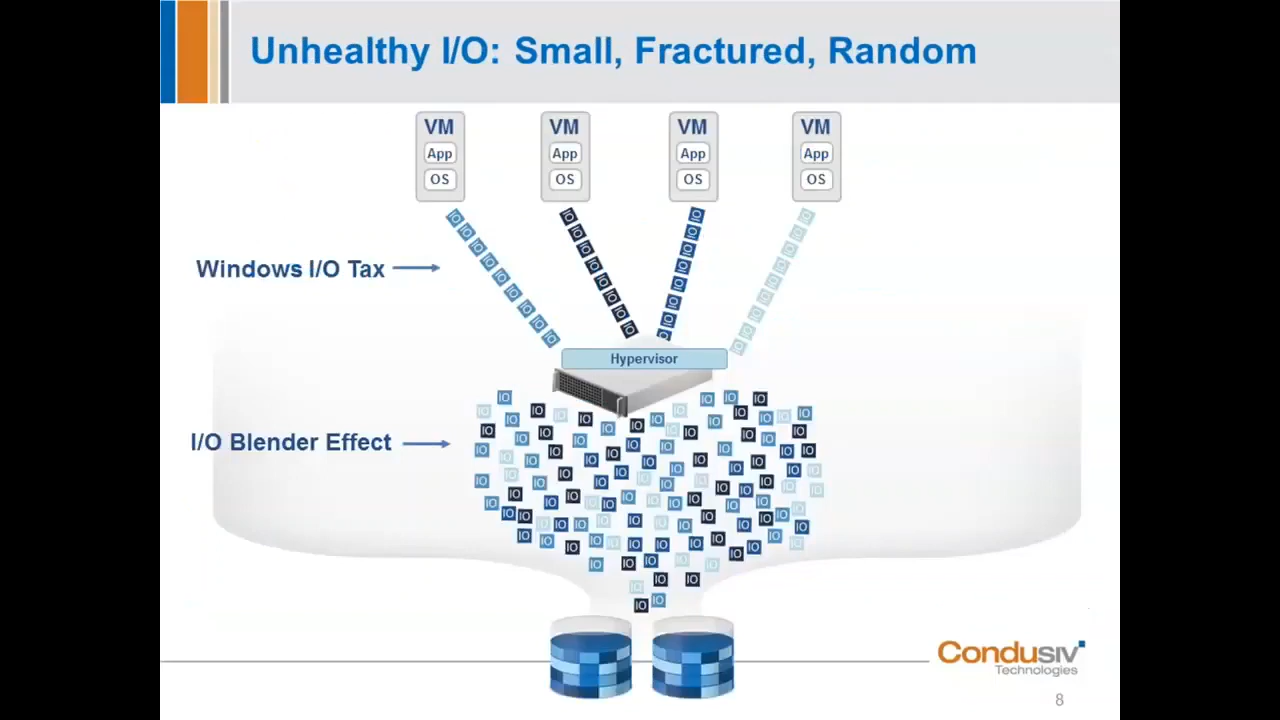 Unhealthy I/O: Small, Fractured, Random
VM VM VM VM
App App App App
OS OS OS OS
Windows I/O Tax
Hypervisor
I/O Blender Effect
IO
Condusiv
Technologies
8